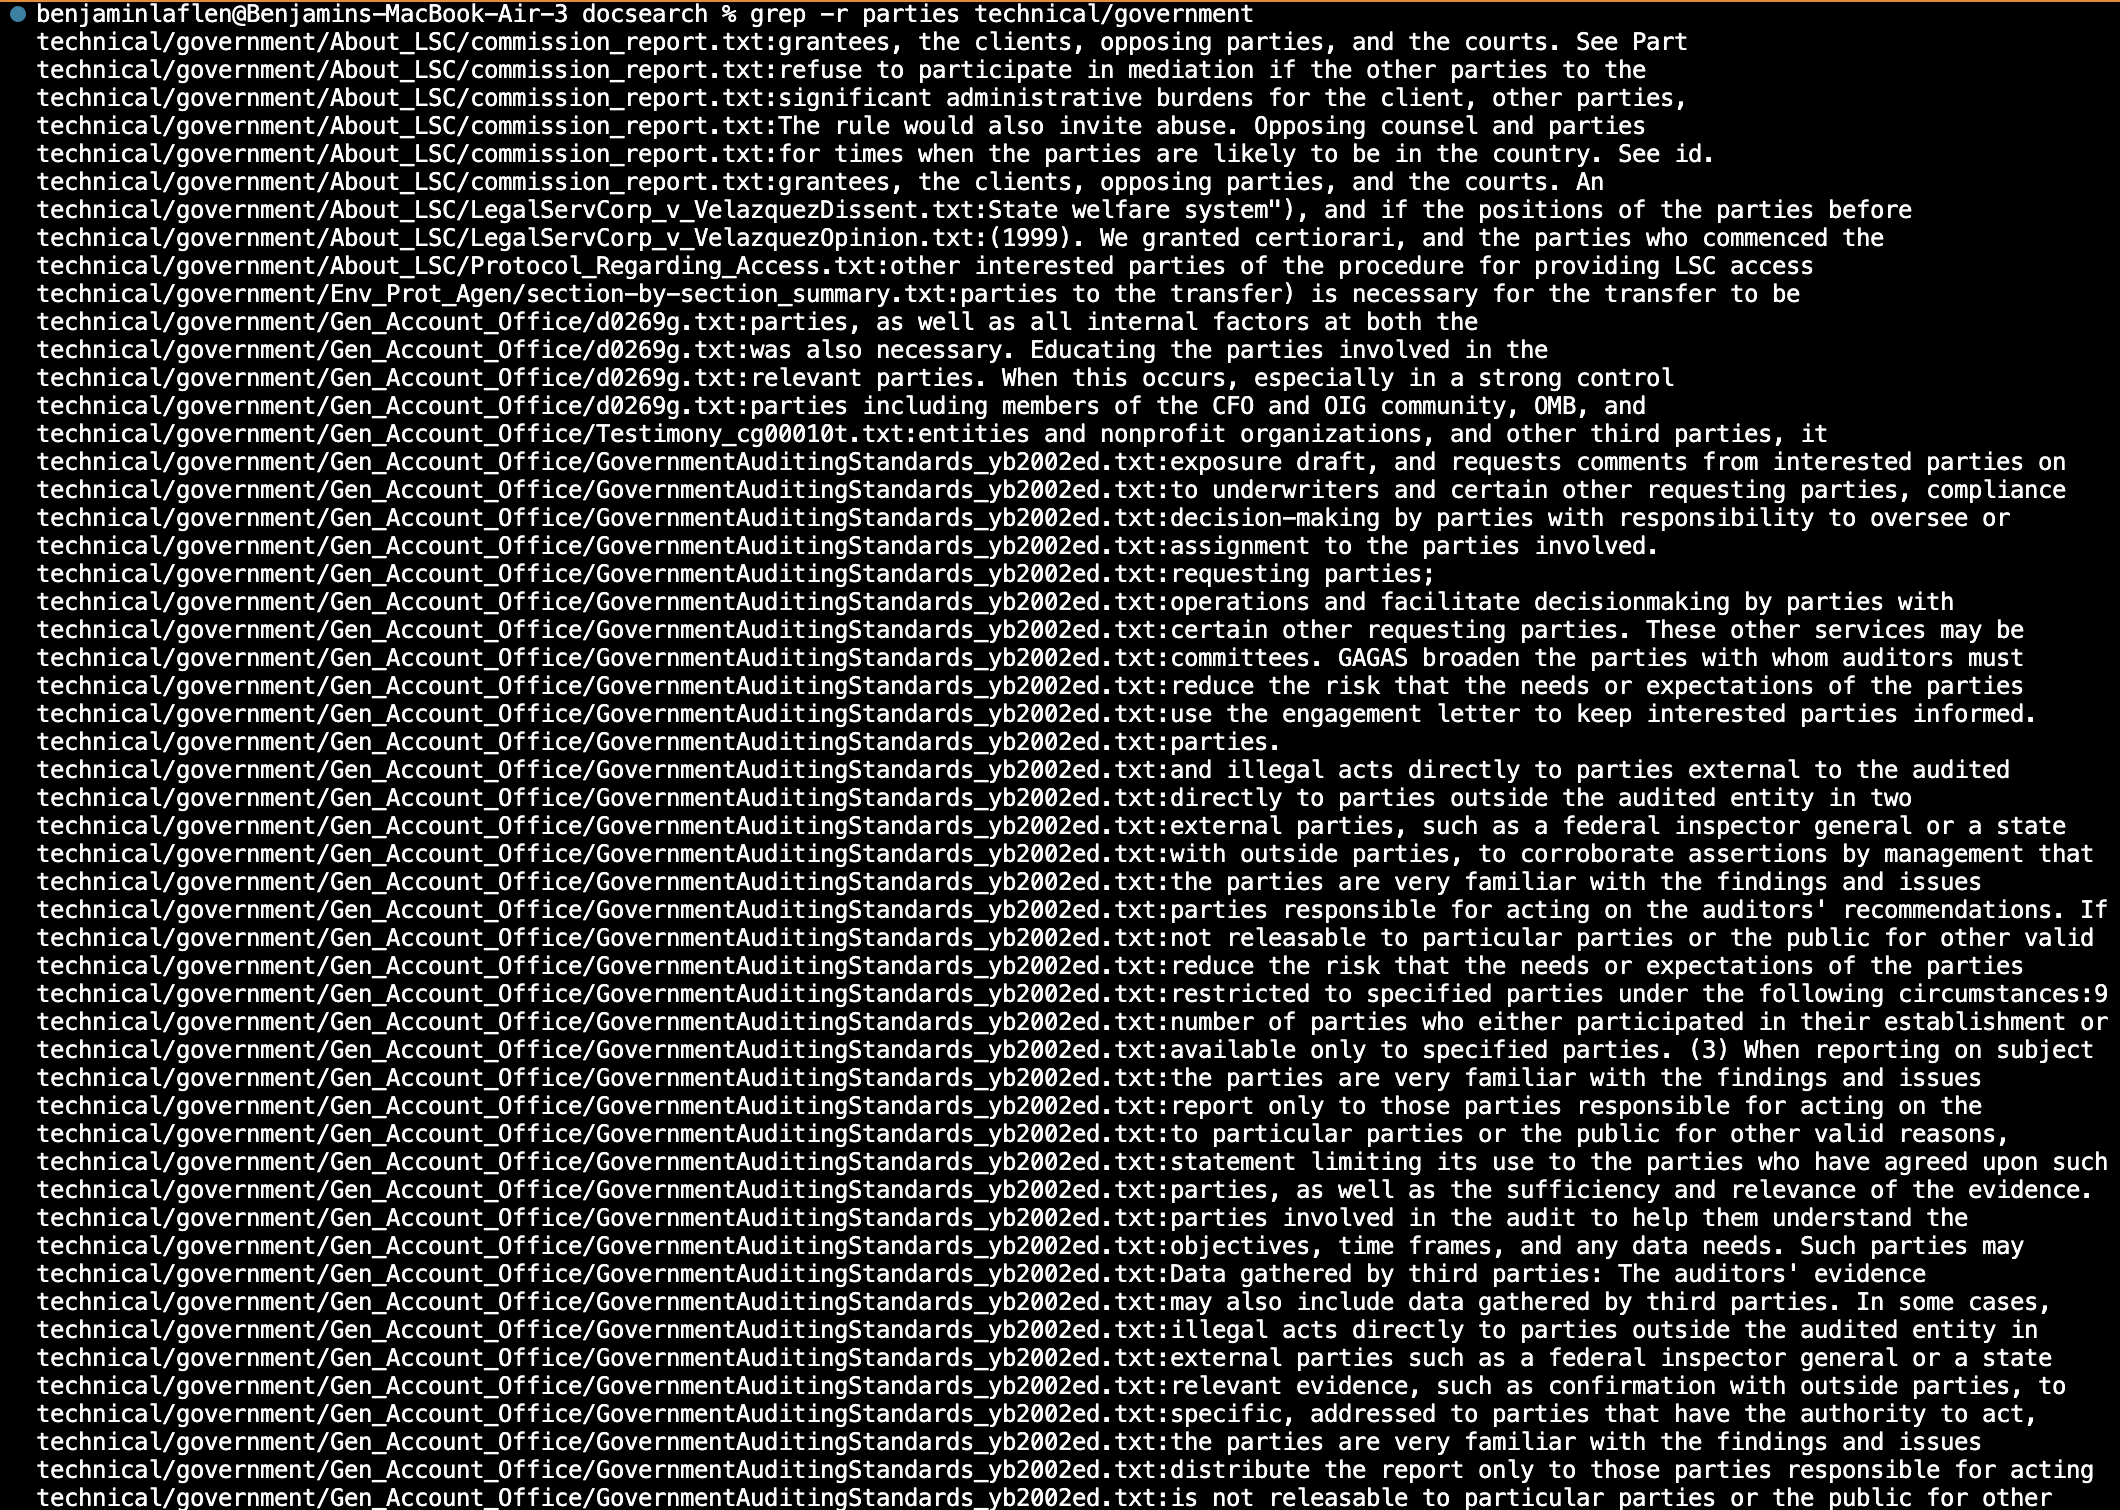 benjaminlaflen@Benjamins-MacBook-Air-3 docsearch % grep -r parties technical/government
technical/government/About_LSC/commission_report.txt:grantees, the clients, opposing parties, and the courts. See Part
technical/government/About_LSC/commission_report.txt:refuse to participate in mediation if the other parties to the
technical/government/About_LSC/commission_report.txt:significant administrative burdens for the client, other parties,
technical/government/About_LSC/commission_report.txt:The rule would also invite abuse. Opposing counsel and parties
technical/government/About_LSC/commission_report.txt:for times when the parties are likely to be in the country. See id.
technical/government/About_LSC/commission_report.txt:grantees, the clients, opposing parties, and the courts. An
technical/government/About_LSC/LegalServCorp_v_VelazquezDissent.txt:State welfare system"), and if the positions of the parties before
technical/government/About_LSC/LegalServCorp_v_VelazquezOpinion.txt:(1999). We granted certiorari, and the parties who commenced the
technical/government/About_LSC/Protocol_Regarding_Access.txt:other interested parties of the procedure for providing LSC access
technical/government/Env_Prot_Agen/section-by-section_summary.txt:parties to the transfer) is necessary for the transfer to be
technical/government/Gen_Account_Office/d0269g.txt:parties, as well as all internal factors at both the
technical/government/Gen_Account_Office/d0269g.txt:was also necessary. Educating the parties involved in the
technical/government/Gen_Account_Office/d0269g.txt:relevant parties. When this occurs, especially in a strong control
technical/government/Gen_Account_Office/d0269g.txt:parties including members of the CFO and OIG community, OMB, and
technical/government/Gen_Account_Office/Testimony_cg00010t.txt:entities and nonprofit organizations, and other third parties, it
technical/government/Gen_Account_Office/GovernmentAuditingStandards_yb2002ed.txt:exposure draft, and requests comments from interested parties on
technical/government/Gen_Account_Office/GovernmentAuditingStandards_yb2002ed.txt:to underwriters and certain other requesting parties, compliance
technical/government/Gen_Account_Office/GovernmentAuditingStandards_yb2002ed.txt:decision-making by parties with responsibility to oversee or
technical/government/Gen_Account_Office/GovernmentAuditingStandards_yb2002ed.txt:assignment to the parties involved.
technical/government/Gen_Account_Office/GovernmentAuditingStandards_yb2002ed.txt:requesting parties;
technical/government/Gen_Account_Office/GovernmentAuditingStandards_yb2002ed.txt:operations and facilitate decisionmaking by parties with
technical/government/Gen_Account_Office/GovernmentAuditingStandards_yb2002ed.txt:certain other requesting parties. These other services may be
technical/government/Gen_Account_Office/GovernmentAuditingStandards_yb2002ed.txt:committees. GAGAS broaden the parties with whom auditors must
technical/government/Gen_Account_Office/GovernmentAuditingStandards_yb2002ed.txt:reduce the risk that the needs or expectations of the parties
technical/government/Gen_Account_Office/GovernmentAuditingStandards_yb2002ed.txt:use the engagement letter to keep interested parties informed.
technical/government/Gen_Account_Office/GovernmentAuditingStandards_yb2002ed.txt:parties.
technical/government/Gen_Account_Office/GovernmentAuditingStandards_yb2002ed.txt:and illegal acts directly to parties external to the audited
technical/government/Gen_Account_Office/GovernmentAuditingStandards_yb2002ed.txt:directly to parties outside the audited entity in two
technical/government/Gen_Account_Office/GovernmentAuditingStandards_yb2002ed.txt:external parties, such as a federal inspector general or a state
technical/government/Gen_Account_Office/GovernmentAuditingStandards_yb2002ed.txt:with outside parties, to corroborate assertions by management that
technical/government/Gen_Account_Office/GovernmentAuditingStandards_yb2002ed.txt:the parties are very familiar with the findings and issues
technical/government/Gen_Account_Office/GovernmentAuditingStandards_yb2002ed.txt:parties responsible for acting on the auditors' recommendations. If
technical/government/Gen_Account_Office/GovernmentAuditingStandards_yb2002ed.txt:not releasable to particular parties or the public for other valid
technical/government/Gen_Account_Office/GovernmentAuditingStandards_yb2002ed.txt:reduce the risk that the needs or expectations of the parties
technical/government/Gen_Account_Office/GovernmentAuditingStandards_yb2002ed.txt:restricted to specified parties under the following circumstances:9
technical/government/Gen_Account_Office/GovernmentAuditingStandards_yb2002ed.txt:number of parties who either participated in their establishment or
technical/government/Gen_Account_Office/GovernmentAuditingStandards_yb2002ed.txt:available only to specified parties. (3) When reporting on subject
technical/government/Gen_Account_Office/GovernmentAuditingStandards_yb2002ed.txt:the parties are very familiar with the findings and issues
technical/government/Gen_Account_Office/GovernmentAuditingStandards_yb2002ed.txt:report only to those parties responsible for acting on the
technical/government/Gen_Account_Office/GovernmentAuditingStandards_yb2002ed.txt:to particular parties or the public for other valid reasons,
technical/government/Gen_Account_Office/GovernmentAuditingStandards_yb2002ed.txt:statement limiting its use to the parties who have agreed upon such
technical/government/Gen_Account_Office/GovernmentAuditingStandards_yb2002ed.txt:parties, as well as the sufficiency and relevance of the evidence.
technical/government/Gen_Account_Office/GovernmentAuditingStandards_yb2002ed.txt:parties involved in the audit to help them understand the
technical/government/Gen_Account_Office/GovernmentAuditingStandards_yb2002ed.txt:objectives, time frames, and any data needs. Such parties may
technical/government/Gen_Account_Office/GovernmentAuditingStandards_yb2002ed.txt:Data gathered by third parties: The auditors' evidence
technical/government/Gen_Account_Office/GovernmentAuditingStandards_yb2002ed.txt:may also include data gathered by third parties. In some cases,
technical/government/Gen_Account_Office/GovernmentAuditingStandards_yb2002ed.txt:illegal acts directly to parties outside the audited entity in
technical/government/Gen_Account_Office/GovernmentAuditingStandards_yb2002ed.txt:external parties such as a federal inspector general or a state
technical/government/Gen_Account_Office/GovernmentAuditingStandards_yb2002ed.txt:relevant evidence, such as confirmation with outside parties, to
technical/government/Gen_Account_Office/GovernmentAuditingStandards_yb2002ed.txt:specific, addressed to parties that have the authority to act,
technical/government/Gen_Account_Office/GovernmentAuditingStandards_yb2002ed.txt:the parties are very familiar with the findings and issues
technical/government/Gen_Account_Office/GovernmentAuditingStandards_yb2002ed.txt:distribute the report only to those parties responsible for acting
technical/government/Gen_Account_Office/GovernmentAuditingStandards_yb2002ed.txt:is not releasable to particular parties or the public for other